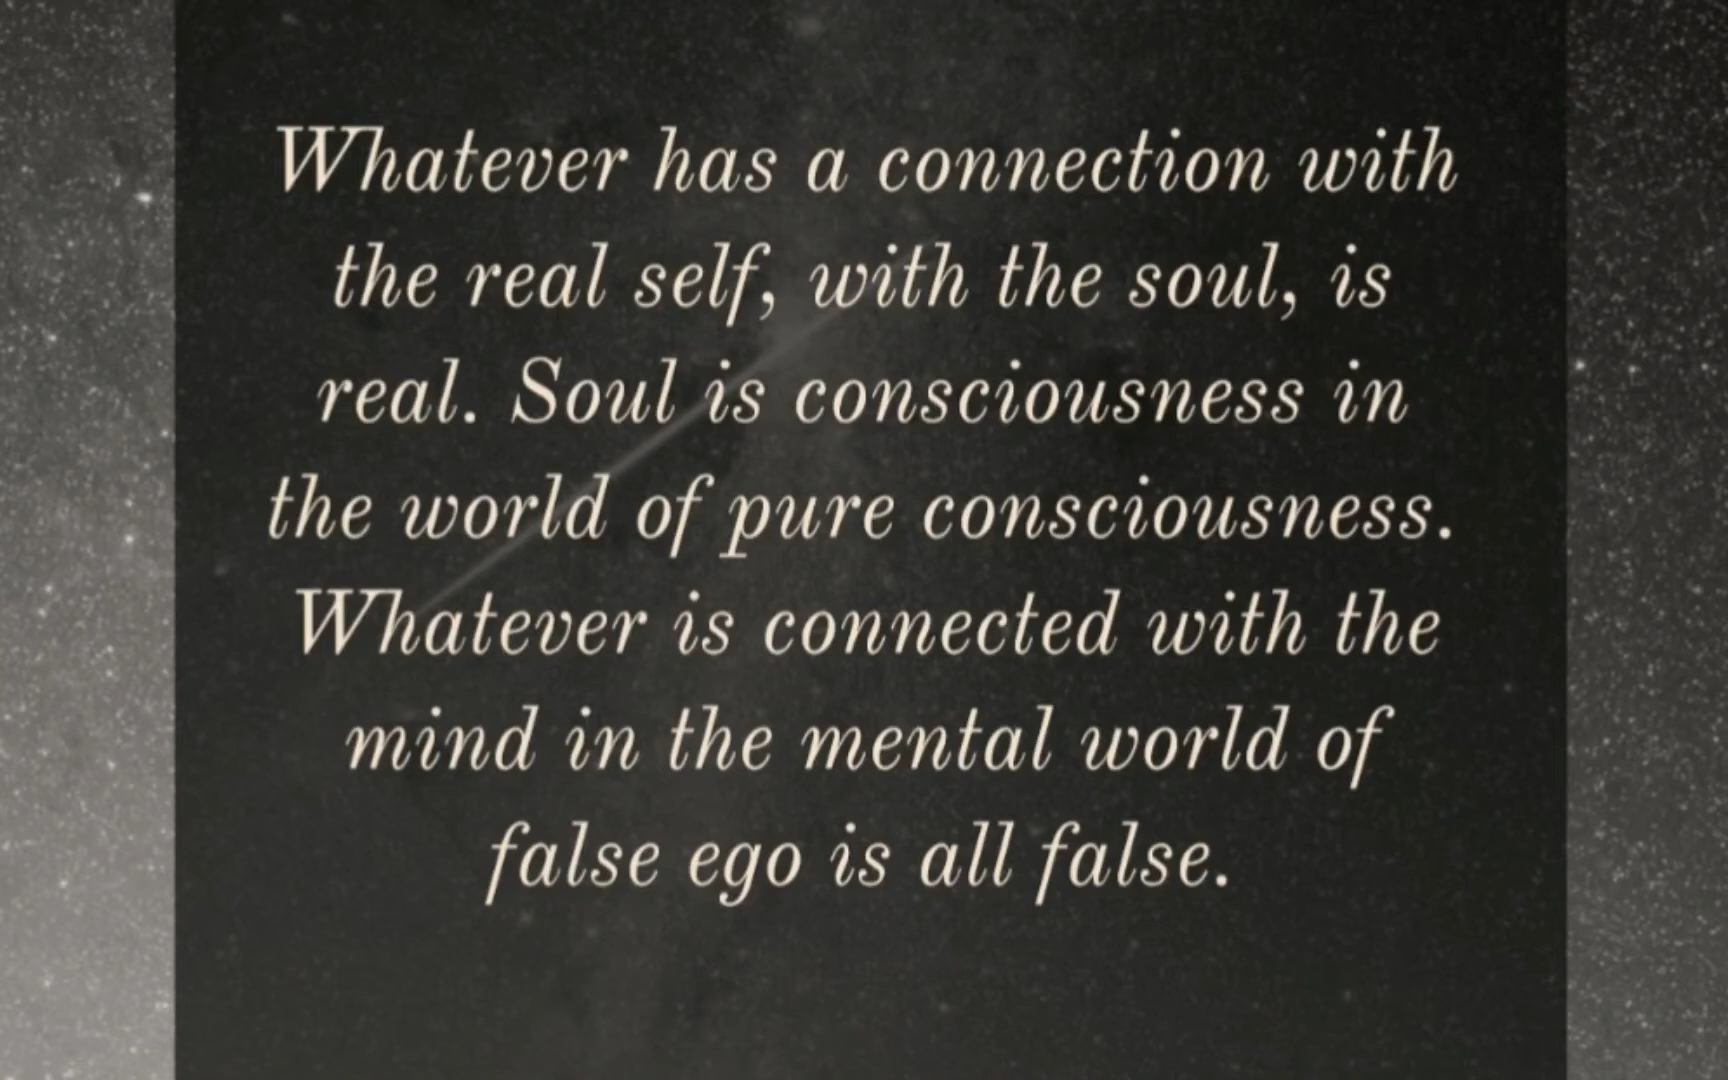 Whatever has a connection with
the real self, with the soul, is
real. Soul is consciousness in
the world of pure consciousness.
Whatever is connected with the
mind in the mental world of
false ego is all false.